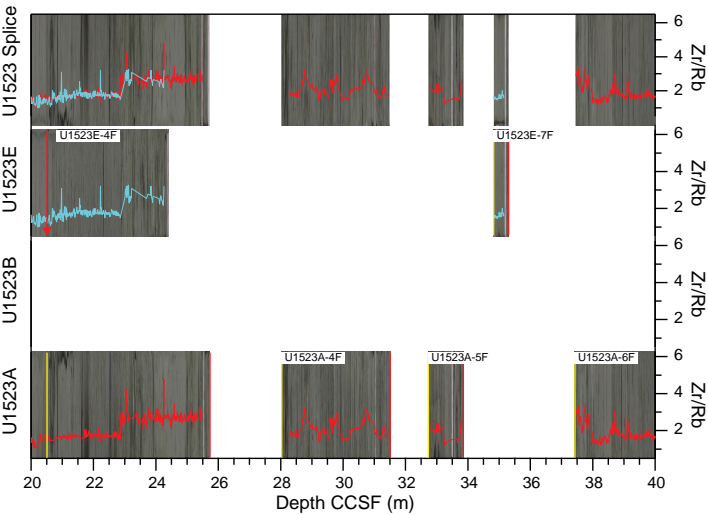 U1523 Splice
6
4
2
Zr/Rb
U1523E
U1523E-4F
U1523E-7F
6
4
2
Zr/Rb
U1523B
6
4
2
Zr/Rb
U1523A
U1523A-4F
U1523A-5F
U1523A-6F
6
4
2
Zr/Rb
20 22 24 26 28 30 32 34 36 38 40
Depth CCSF (m)